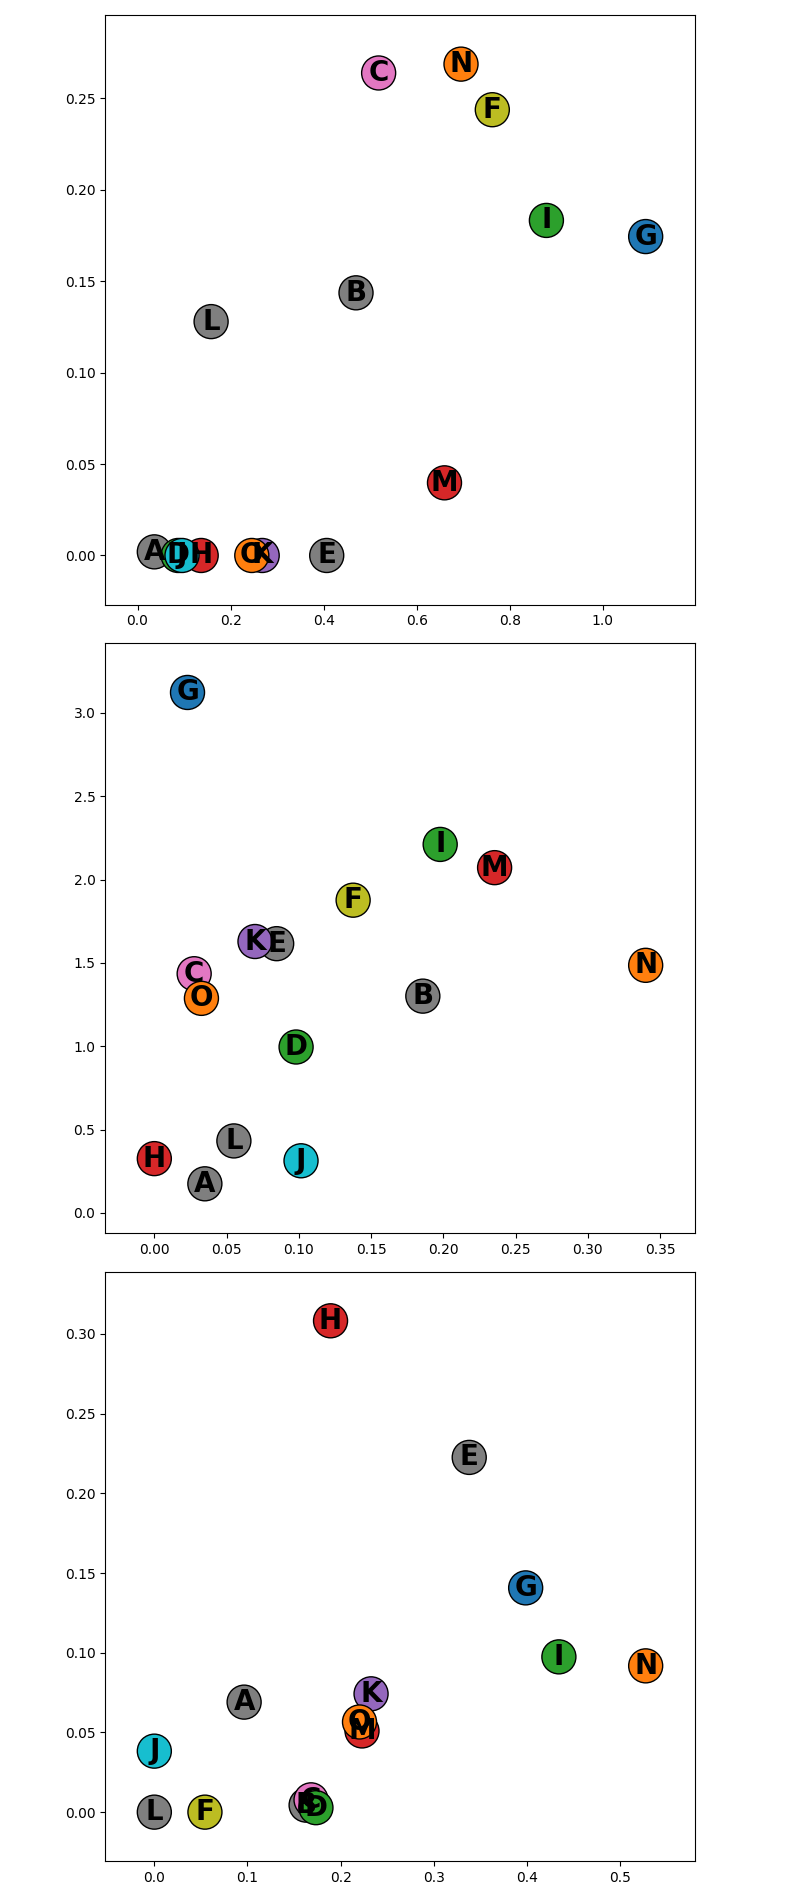 C N
0.25 F
0.20
I G
0.15 B
L
0.10
0.05 M
0.00 A D J H O K E
0.0 0.2 0.4 0.6 0.8 1.0
G
3.0
2.5
I
2.0 M
F
K E
1.5 C N
O B
1.0 D
0.5 L
H J
A
0.0
0.00 0.05 0.10 0.15 0.20 0.25 0.30 0.35
H
0.30
0.25
E
0.20
0.15 G
0.10 I N
K
A
0.05 O M
J
C
0.00 L F B D
0.0 0.1 0.2 0.3 0.4 0.5